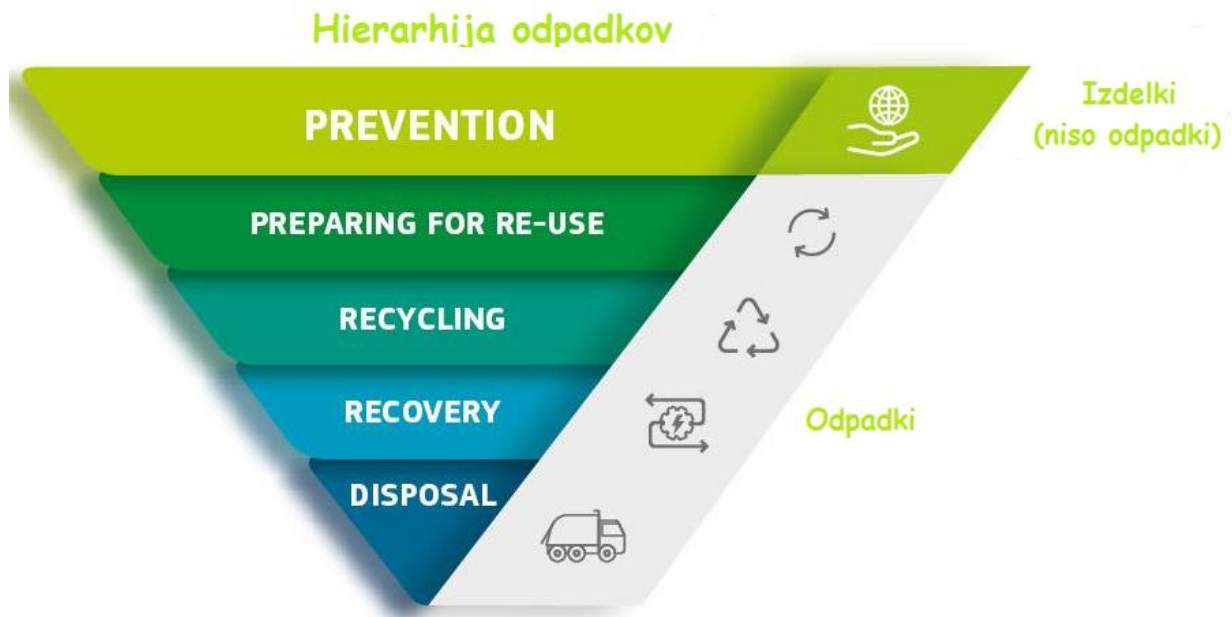 Hierarhija odpadkov
PREVENTION
Izdelki
(niso odpadki)
PREPARING FOR RE-USE
RECYCLING
RECOVERY
Odpadki
DISPOSAL